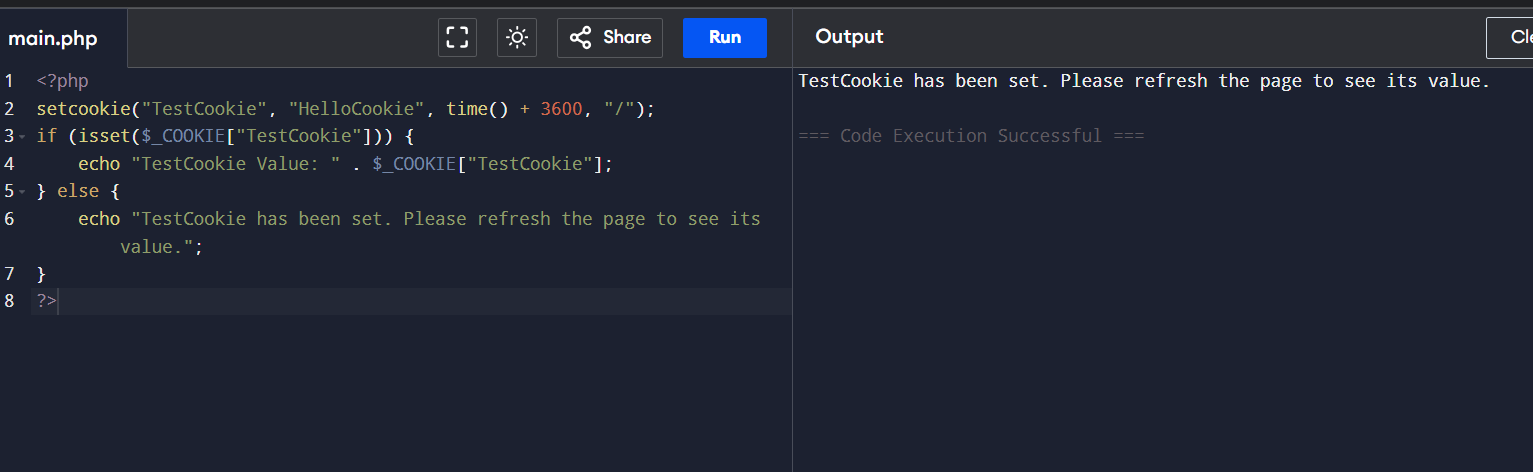 main.php
Share
Run
Output
1 <?php
2 setcookie("TestCookie", "HelloCookie", time() + 3600, "/");
3 if (isset($_COOKIE["TestCookie"])) {
4     echo "TestCookie Value: " . $_COOKIE["TestCookie"];
5 } else {
6     echo "TestCookie has been set. Please refresh the page to see its
        value.";
7 }
8 ?>
TestCookie has been set. Please refresh the page to see its value.
=== Code Execution Successful ===